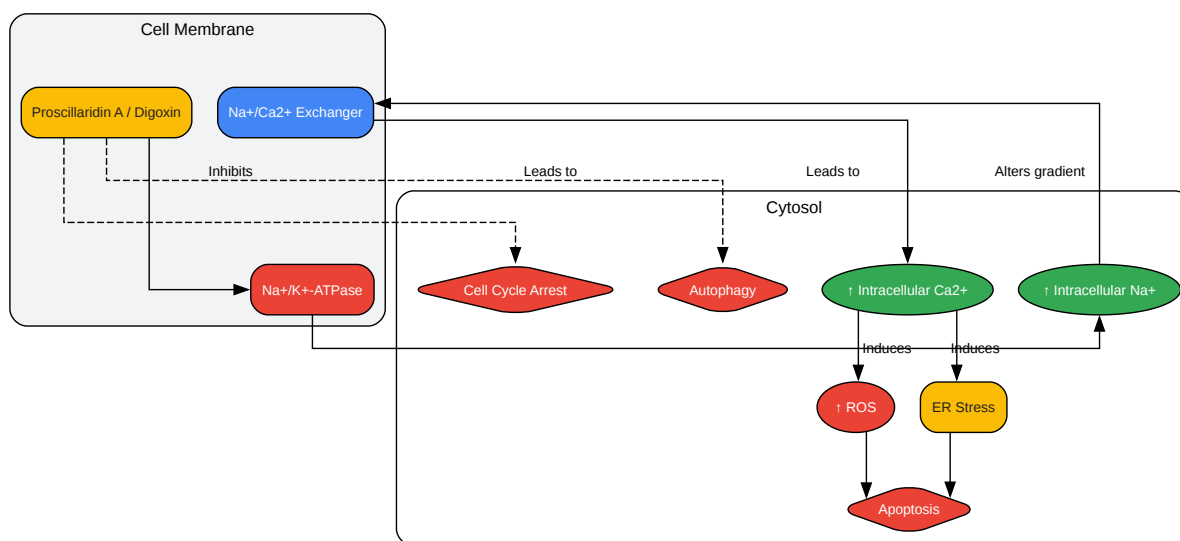 Cell Membrane
Proscillaridin A / Digoxin
Na+/Ca2+ Exchanger
Inhibits
Leads to
Leads to
Alters gradient
Cytosol
Na+/K+-ATPase
Cell Cycle Arrest
Autophagy
↑ Intracellular Ca2+
↑ Intracellular Na+
Induces
Induces
↑ ROS
ER Stress
Apoptosis